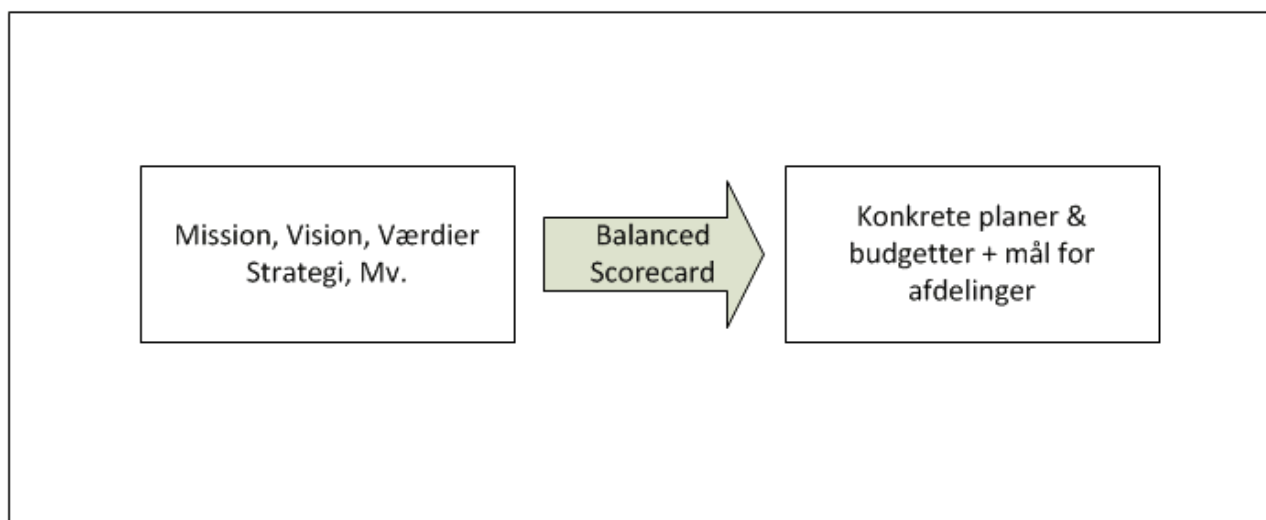 Mission, Vision, Værdier
Strategi, Mv.
Balanced
Scorecard
Konkrete planer &
budgetter + mål for
afdelinger